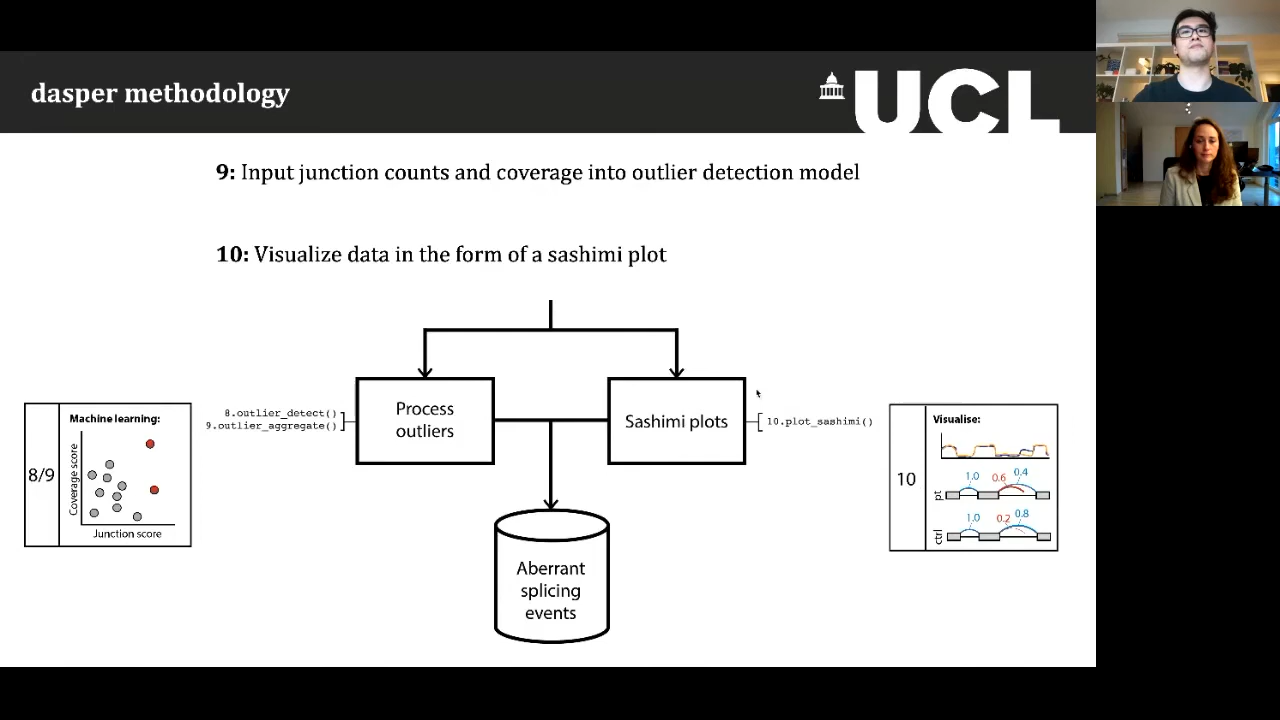 dasper methodology
UCL
9: Input junction counts and coverage into outlier detection model
10: Visualize data in the form of a sashimi plot
8/9
Machine learning:
Coverage score
Junction score
8.outlier_detect()
9.outlier_aggregate()
Process
outliers
Sashimi plots
10.plot_sashimi()
Aberrant
splicing
events
10
Visualise:
pt
1.0 0.6 0.4
ctrl
1.0 0.2 0.8